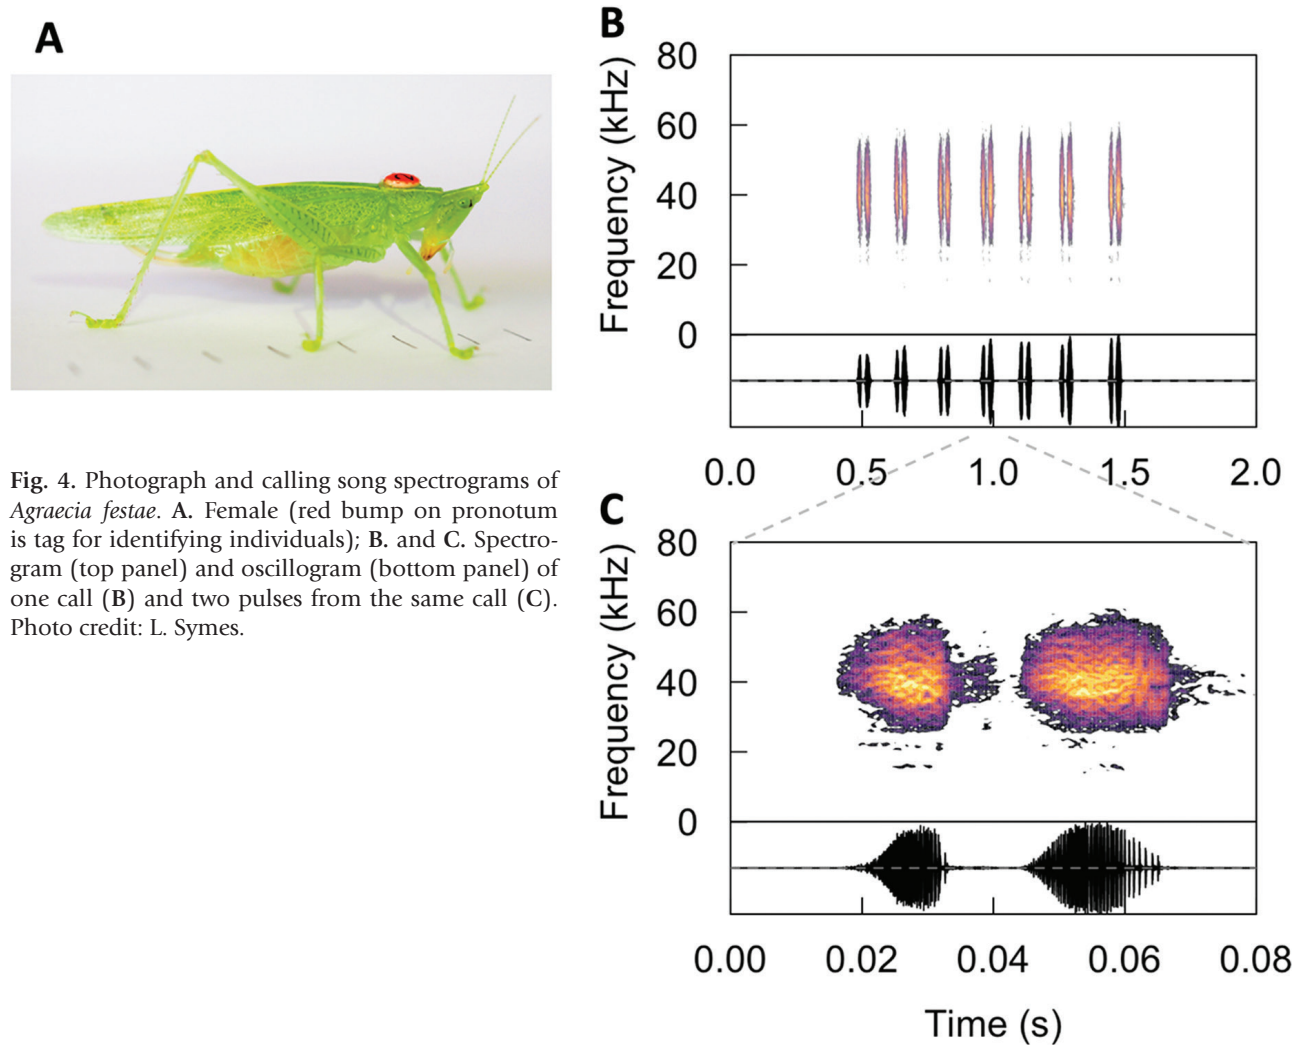 A
Fig. 4. Photograph and calling song spectrograms of
Agraecia festae. A. Female (red bump on pronotum
is tag for identifying individuals); B. and C. Spectro-
gram (top panel) and oscillogram (bottom panel) of
one call (B) and two pulses from the same call (C).
Photo credit: L. Symes.
B
Frequency (kHz)
80
60
40
20
0
0.0 0.5 1.0 1.5 2.0
C
Frequency (kHz)
80
60
40
20
0
0.00 0.02 0.04 0.06 0.08
Time (s)